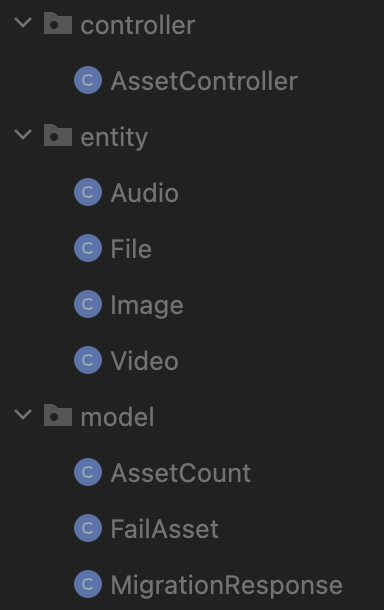 controller
C AssetController
entity
C Audio
C File
C Image
C Video
model
C AssetCount
C FailAsset
C MigrationResponse